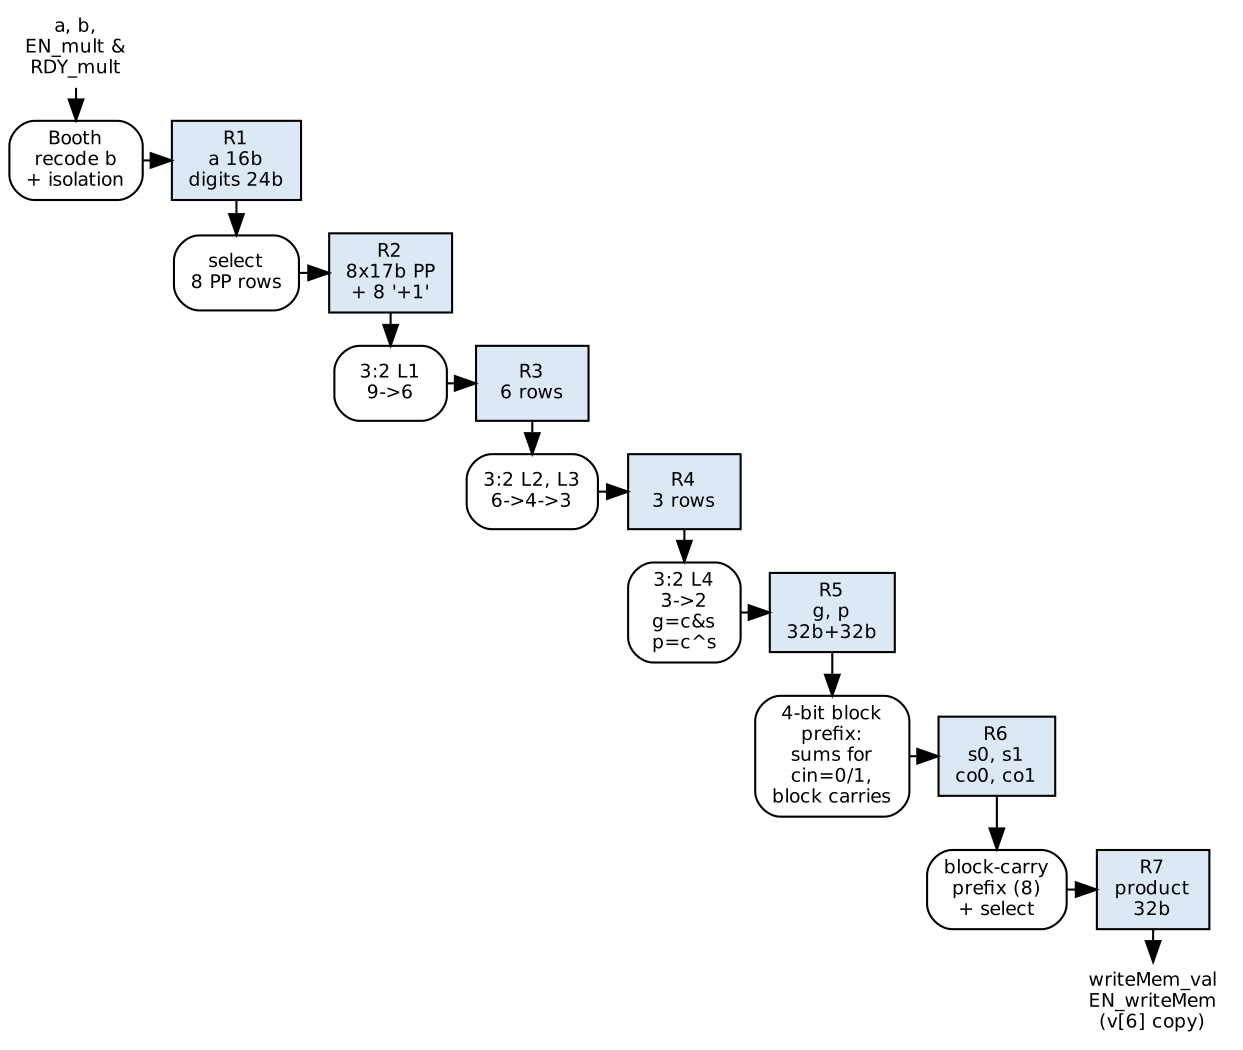 a, b,
EN_mult &
RDY_mult
Booth
recode b
+ isolation
R1
a 16b
digits 24b
select
8 PP rows
R2
8x17b PP
+ 8 '+1'
3:2 L1
9->6
R3
6 rows
3:2 L2, L3
6->4->3
R4
3 rows
3:2 L4
3->2
g=c&s
p=c^s
R5
g, p
32b+32b
4-bit block
prefix:
sums for
cin=0/1,
block carries
R6
s0, s1
co0, co1
block-carry
prefix (8)
+ select
R7
product
32b
writeMem_val
EN_writeMem
(v[6] copy)